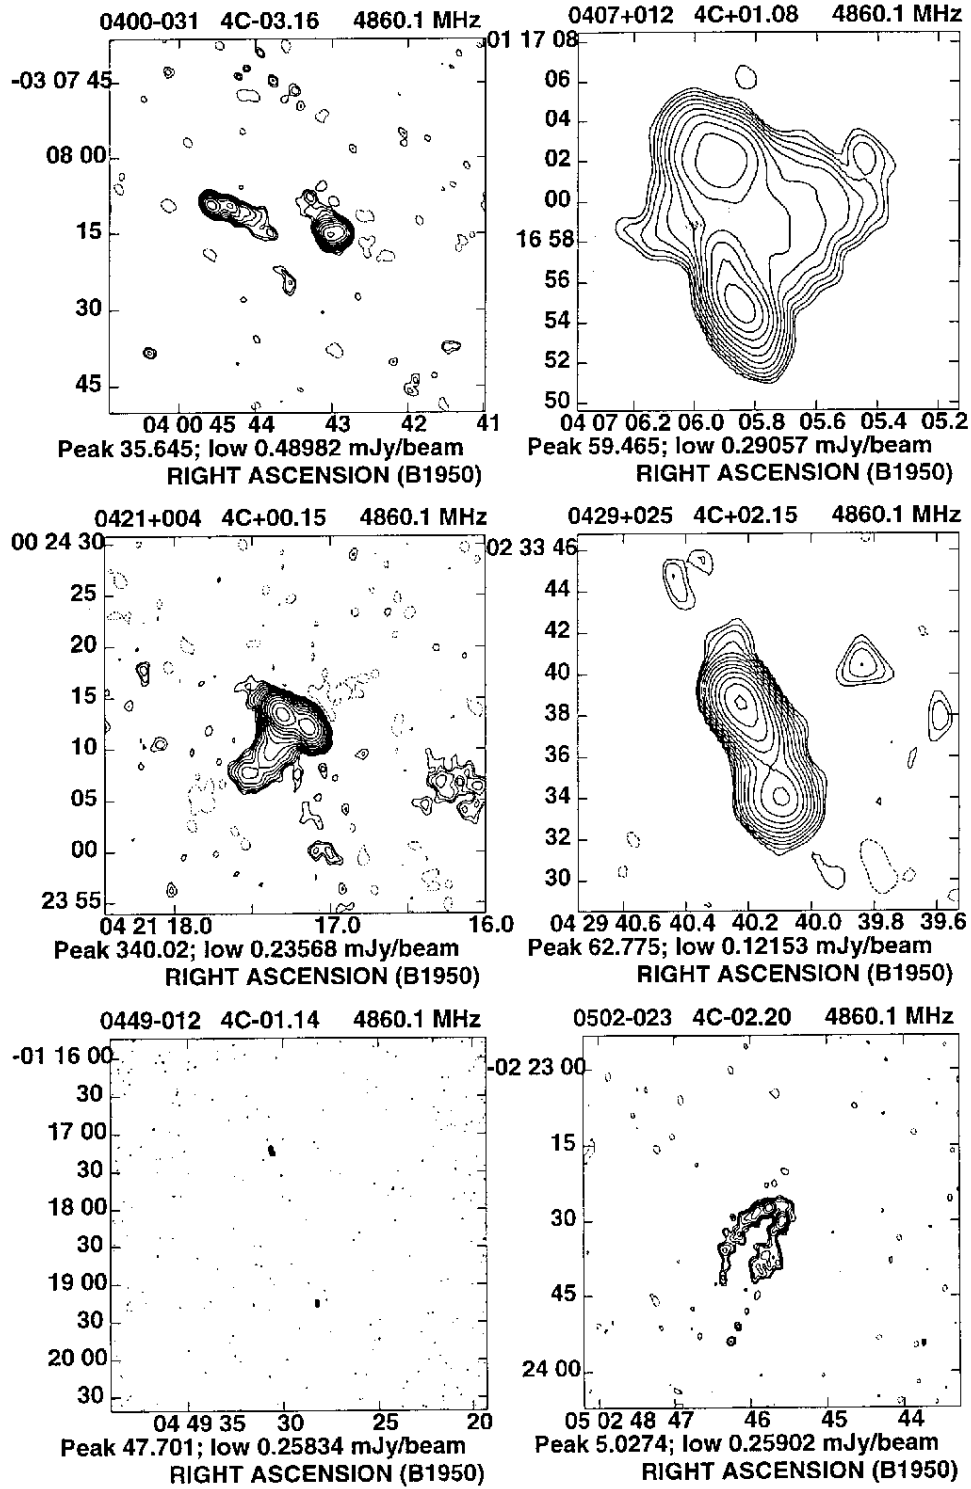 0400-031 4C-03.16 4860.1 MHz
-03 07 45
08 00
15
30
45
04 00 45 44 43 42 41
Peak 35.645; low 0.48982 mJy/beam
RIGHT ASCENSION (B1950)
0407+012 4C+01.08 4860.1 MHz
01 17 08
06
04
02
00
16 58
56
54
52
50
04 07 06.2 06.0 05.8 05.6 05.4 05.2
Peak 59.465; low 0.29057 mJy/beam
RIGHT ASCENSION (B1950)
0421+004 4C+00.15 4860.1 MHz
00 24 30
25
20
15
10
05
00
23 55
04 21 18.0 17.0 16.0
Peak 340.02; low 0.23568 mJy/beam
RIGHT ASCENSION (B1950)
0429+025 4C+02.15 4860.1 MHz
02 33 46
44
42
40
38
36
34
32
30
04 29 40.6 40.4 40.2 40.0 39.8 39.6
Peak 62.775; low 0.12153 mJy/beam
RIGHT ASCENSION (B1950)
0449-012 4C-01.14 4860.1 MHz
-01 16 00
30
17 00
30
18 00
30
19 00
30
20 00
30
04 49 35 30 25 20
Peak 47.701; low 0.25834 mJy/beam
RIGHT ASCENSION (B1950)
0502-023 4C-02.20 4860.1 MHz
-02 23 00
15
30
45
24 00
05 02 48 47 46 45 44
Peak 5.0274; low 0.25902 mJy/beam
RIGHT ASCENSION (B1950)